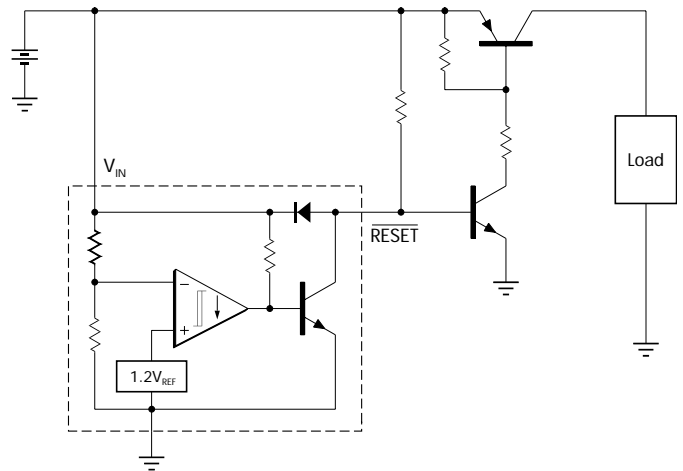 V_IN
RESET
Load
−
+
1.2V_REF